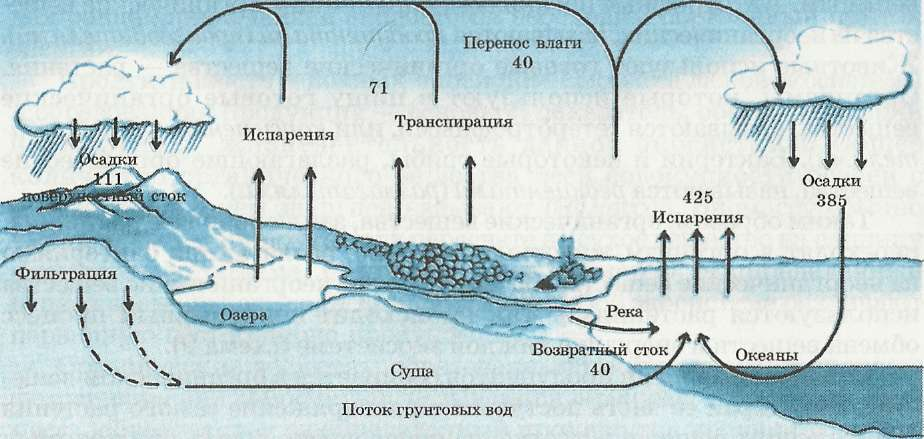 Перенос влаги
40
71
Испарения
Транспирация
Осадки
111
поверхностный сток
Осадки
385
425
Испарения
Фильтрация
Озера
Река
Возвратный сток
40
Океаны
Суша
Поток грунтовых вод